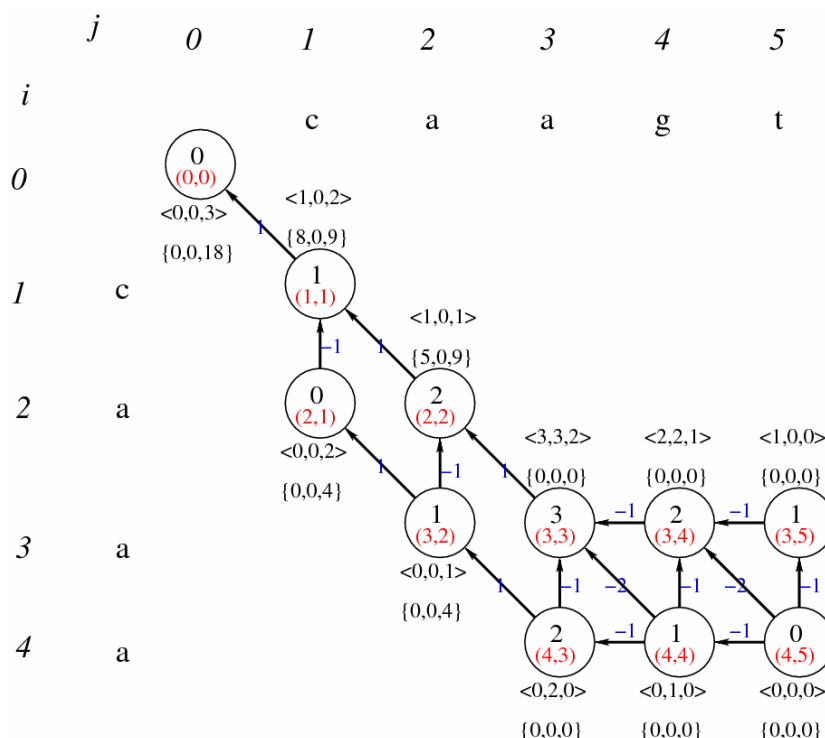 j 0 1 2 3 4 5
i
c a a g t
0 0 (0,0)
<0,0,3> <1,0,2>
1
{0,0,18} {8,0,9}
1 c 1 (1,1)
<1,0,1>
-1 1 {5,0,9}
2 a 0 (2,1) 2 (2,2)
<0,0,2> <3,3,2> <2,2,1> <1,0,0>
1 -1 1
{0,0,4} {0,0,0} {0,0,0} {0,0,0}
3 a 1 (3,2) 3 (3,3) -1 2 (3,4) -1 1 (3,5)
<0,0,1>
1 -1 -2 -1 -2 -1
{0,0,4}
4 a 2 (4,3) -1 1 (4,4) -1 0 (4,5)
<0,2,0> <0,1,0> <0,0,0>
{0,0,0} {0,0,0} {0,0,0}